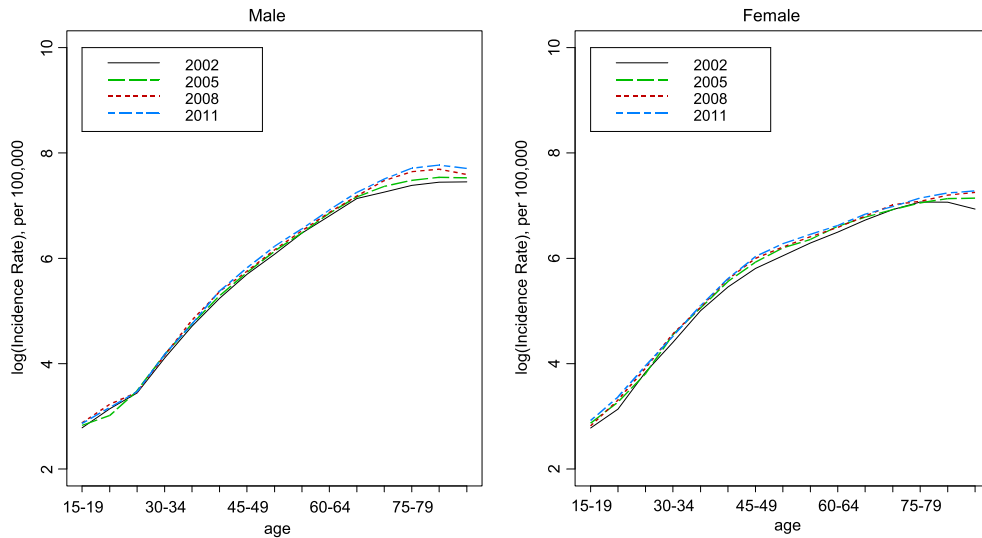 Male
10
8
6
4
2
log(Incidence Rate), per 100,000
2002
2005
2008
2011
15-19 30-34 45-49 60-64 75-79
age
Female
10
8
6
4
2
log(Incidence Rate), per 100,000
2002
2005
2008
2011
15-19 30-34 45-49 60-64 75-79
age